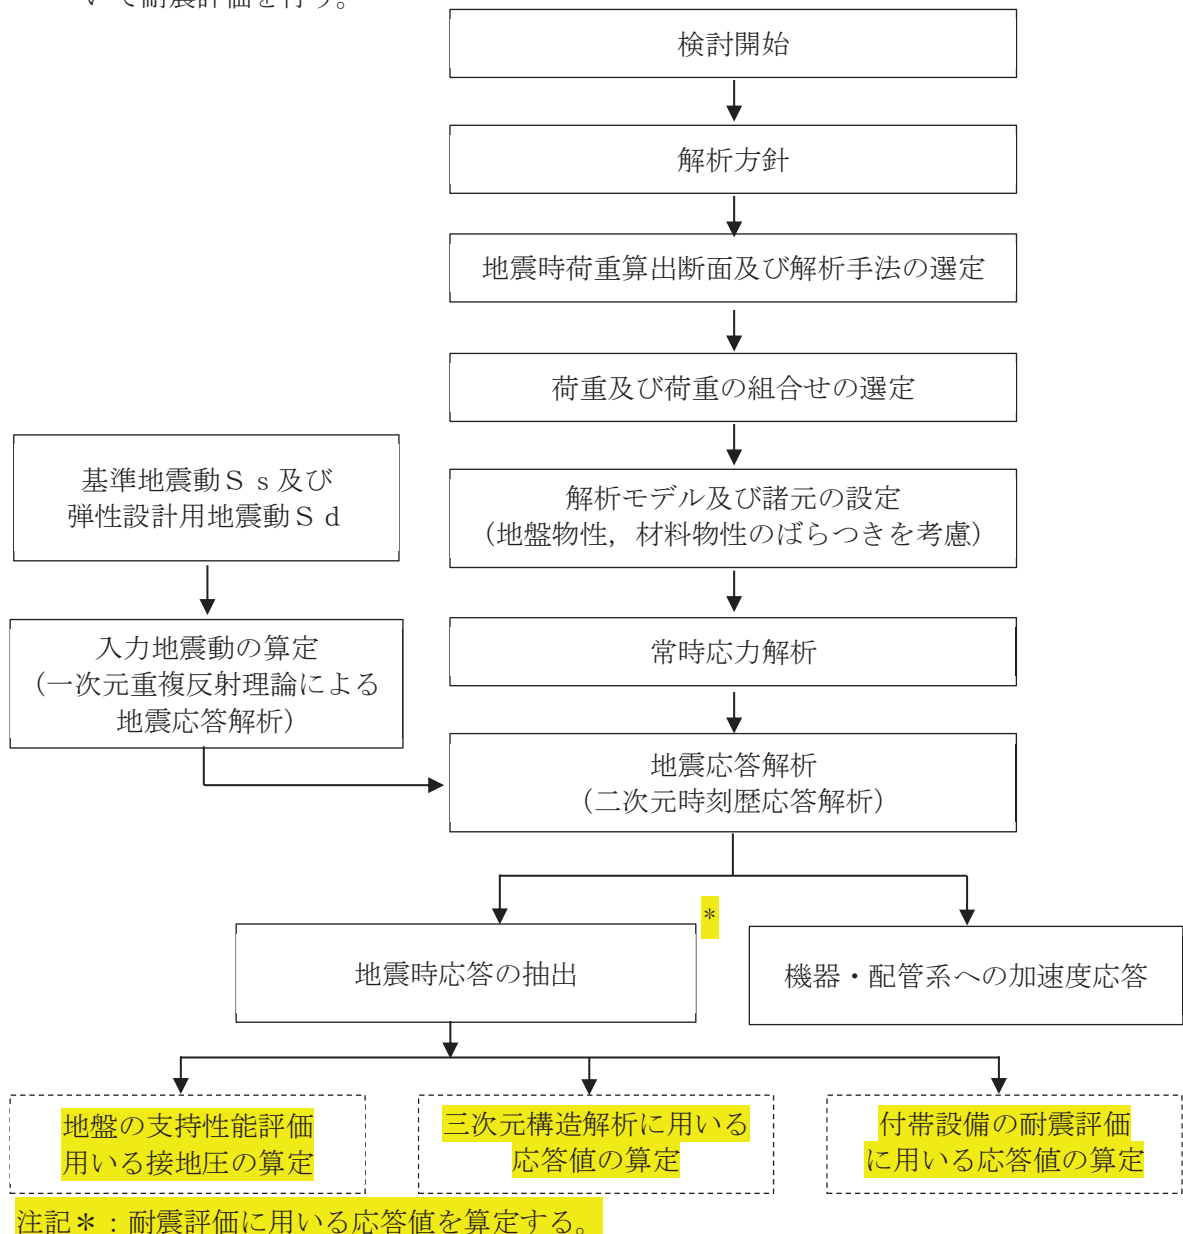 いて耐震評価を行う。
検討開始
解析方針
地震時荷重算出断面及び解析手法の選定
荷重及び荷重の組合せの選定
基準地震動Ｓｓ及び
弾性設計用地震動Ｓｄ
解析モデル及び諸元の設定
（地盤物性，材料物性のばらつきを考慮）
入力地震動の算定
（一次元重複反射理論による
地震応答解析）
常時応力解析
地震応答解析
（二次元時刻歴応答解析）
＊
地震時応答の抽出
機器・配管系への加速度応答
地盤の支持性能評価
用いる接地圧の算定
三次元構造解析に用いる
応答値の算定
付帯設備の耐震評価
に用いる応答値の算定
注記＊：耐震評価に用いる応答値を算定する。